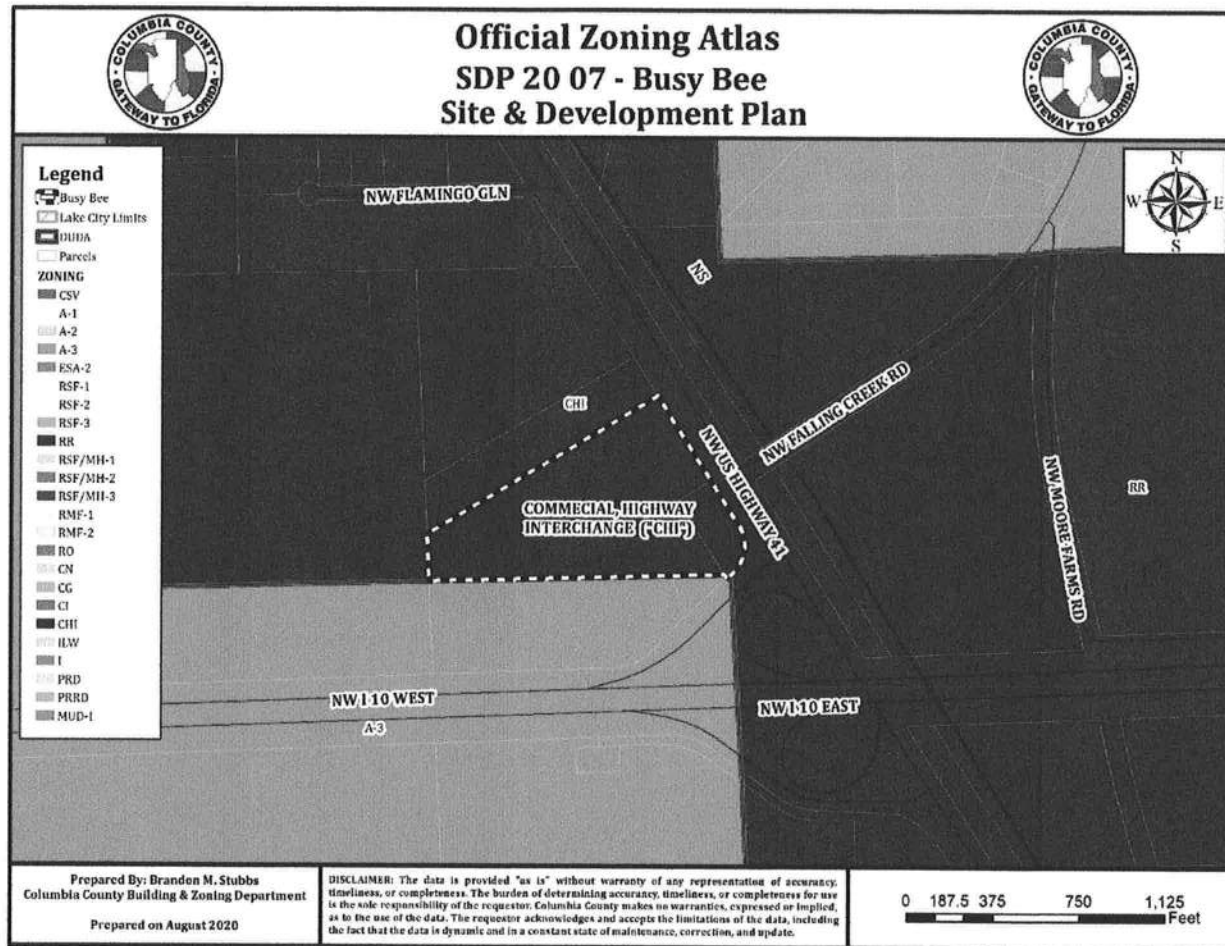 COLUMBIA COUNTY
GATEWAY TO FLORIDA
Official Zoning Atlas
SDP 20 07 - Busy Bee
Site & Development Plan
COLUMBIA COUNTY
GATEWAY TO FLORIDA
Legend
Busy Bee
Lake City Limits
DUDA
Parcels
ZONING
CSV
A-1
A-2
A-3
ESA-2
RSF-1
RSF-2
RSF-3
RR
RSF/MH-1
RSF/MH-2
RSF/MH-3
RMF-1
RMF-2
RO
CN
CG
CI
CHI
ILW
I
PRD
PRRD
MUD-I
NW FLAMINGO GLN
NS
N
W E
S
CHI
NW FALLING CREEK RD
NW US HIGHWAY 41
NW MOORE FARMS RD
RR
COMMECIAL, HIGHWAY
INTERCHANGE ("CHI")
NW I-10 WEST
NW I-10 EAST
A-3
Prepared By: Brandon M. Stubbs
Columbia County Building & Zoning Department
Prepared on August 2020
DISCLAIMER: The data is provided "as is" without warranty of any representation of accuracy,
timeliness, or completeness. The burden of determining accuracy, timeliness, or completeness for use
is the sole responsibility of the requestor. Columbia County makes no warranties, expressed or implied,
as to the use of the data. The requestor acknowledges and accepts the limitations of the data, including
the fact that the data is dynamic and in a constant state of maintenance, correction, and update.
0 187.5 375 750 1,125
Feet